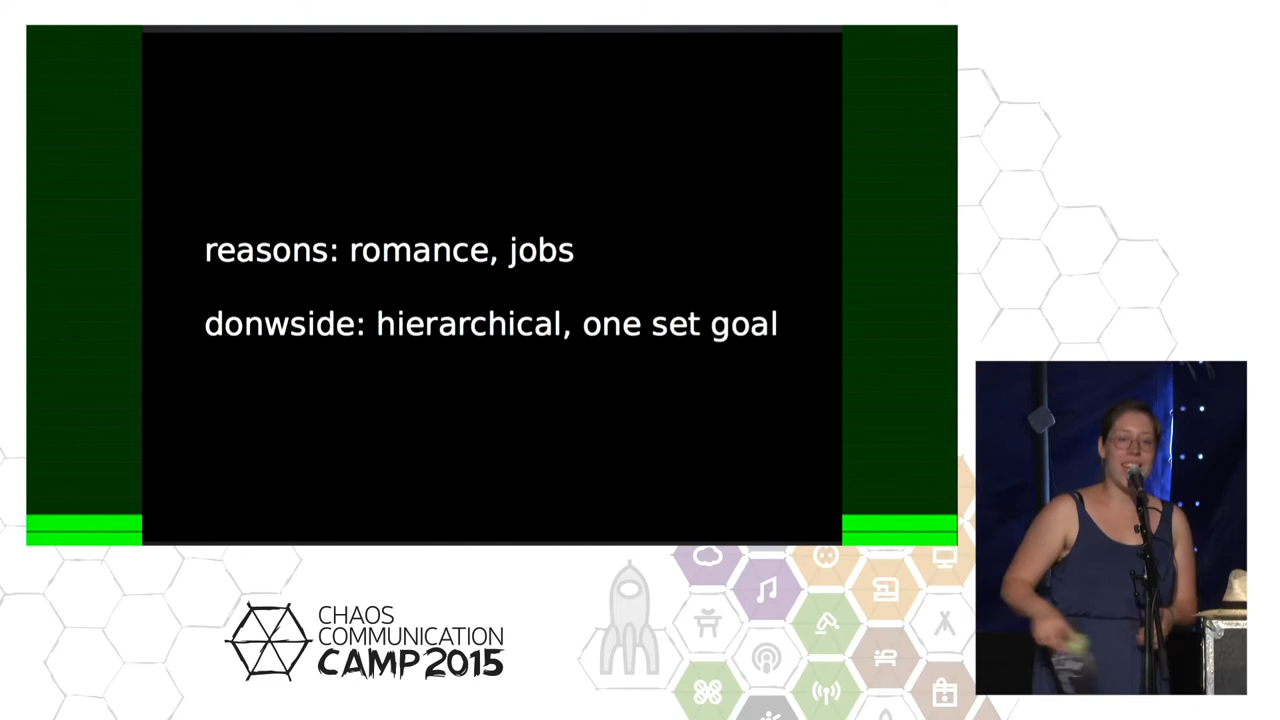 reasons: romance, jobs
donwside: hierarchical, one set goal
CHAOS
COMMUNICATION
CAMP 2015